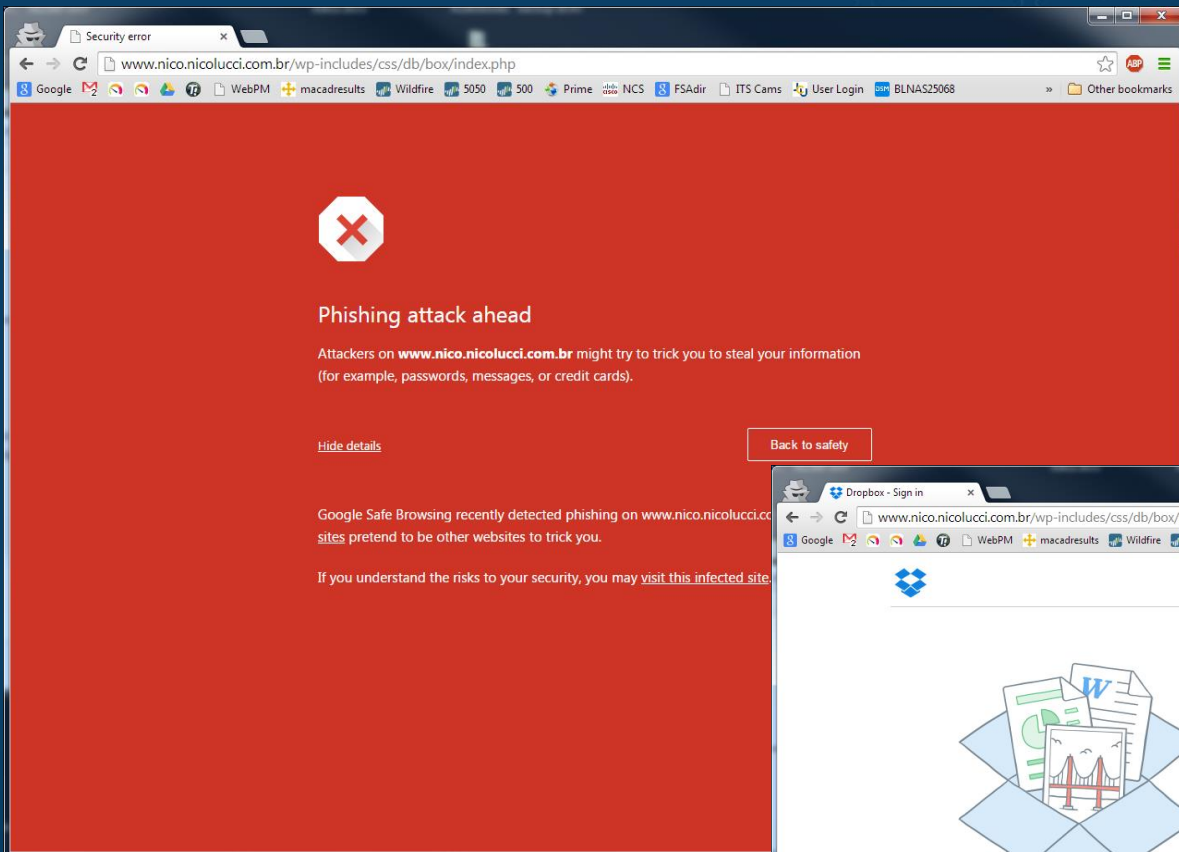 Security error
www.nico.nicolucci.com.br/wp-includes/css/db/box/index.php
ABP
Google WebPM macadresults Wildfire 5050 500 Prime NCS FSAdir ITS Cams User Login BLNAS25068 » Other bookmarks
Phishing attack ahead
Attackers on www.nico.nicolucci.com.br might try to trick you to steal your information
(for example, passwords, messages, or credit cards).
Hide details
Back to safety
Google Safe Browsing recently detected phishing on www.nico.nicolucci.cc
sites pretend to be other websites to trick you.
If you understand the risks to your security, you may visit this infected site.
Dropbox - Sign in
www.nico.nicolucci.com.br/wp-includes/css/db/box/
Google WebPM macadresults Wildfire
W